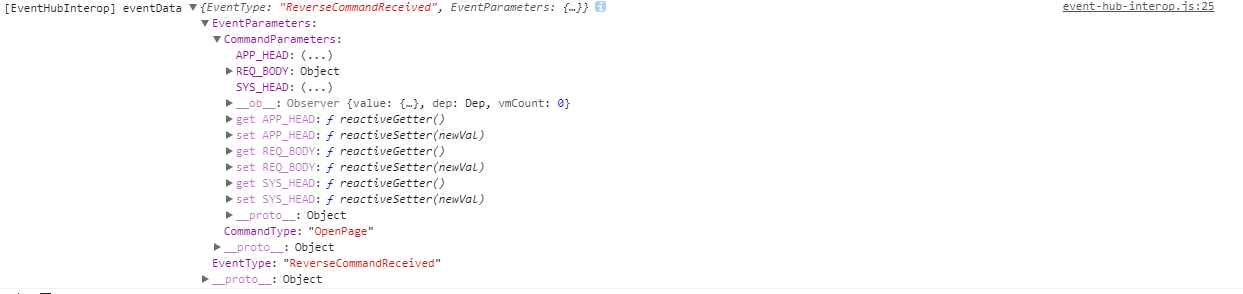 [EventHubInterop] eventData ▼{EventType: "ReverseCommandReceived", EventParameters: {…}} i event-hub-interop.js:25
▼EventParameters:
▼CommandParameters:
APP_HEAD: (...)
▶REQ_BODY: Object
SYS_HEAD: (...)
▶__ob__: Observer {value: {…}, dep: Dep, vmCount: 0}
▶get APP_HEAD: ƒ reactiveGetter()
▶set APP_HEAD: ƒ reactiveSetter(newVal)
▶get REQ_BODY: ƒ reactiveGetter()
▶set REQ_BODY: ƒ reactiveSetter(newVal)
▶get SYS_HEAD: ƒ reactiveGetter()
▶set SYS_HEAD: ƒ reactiveSetter(newVal)
▶__proto__: Object
CommandType: "OpenPage"
▶__proto__: Object
EventType: "ReverseCommandReceived"
▶__proto__: Object